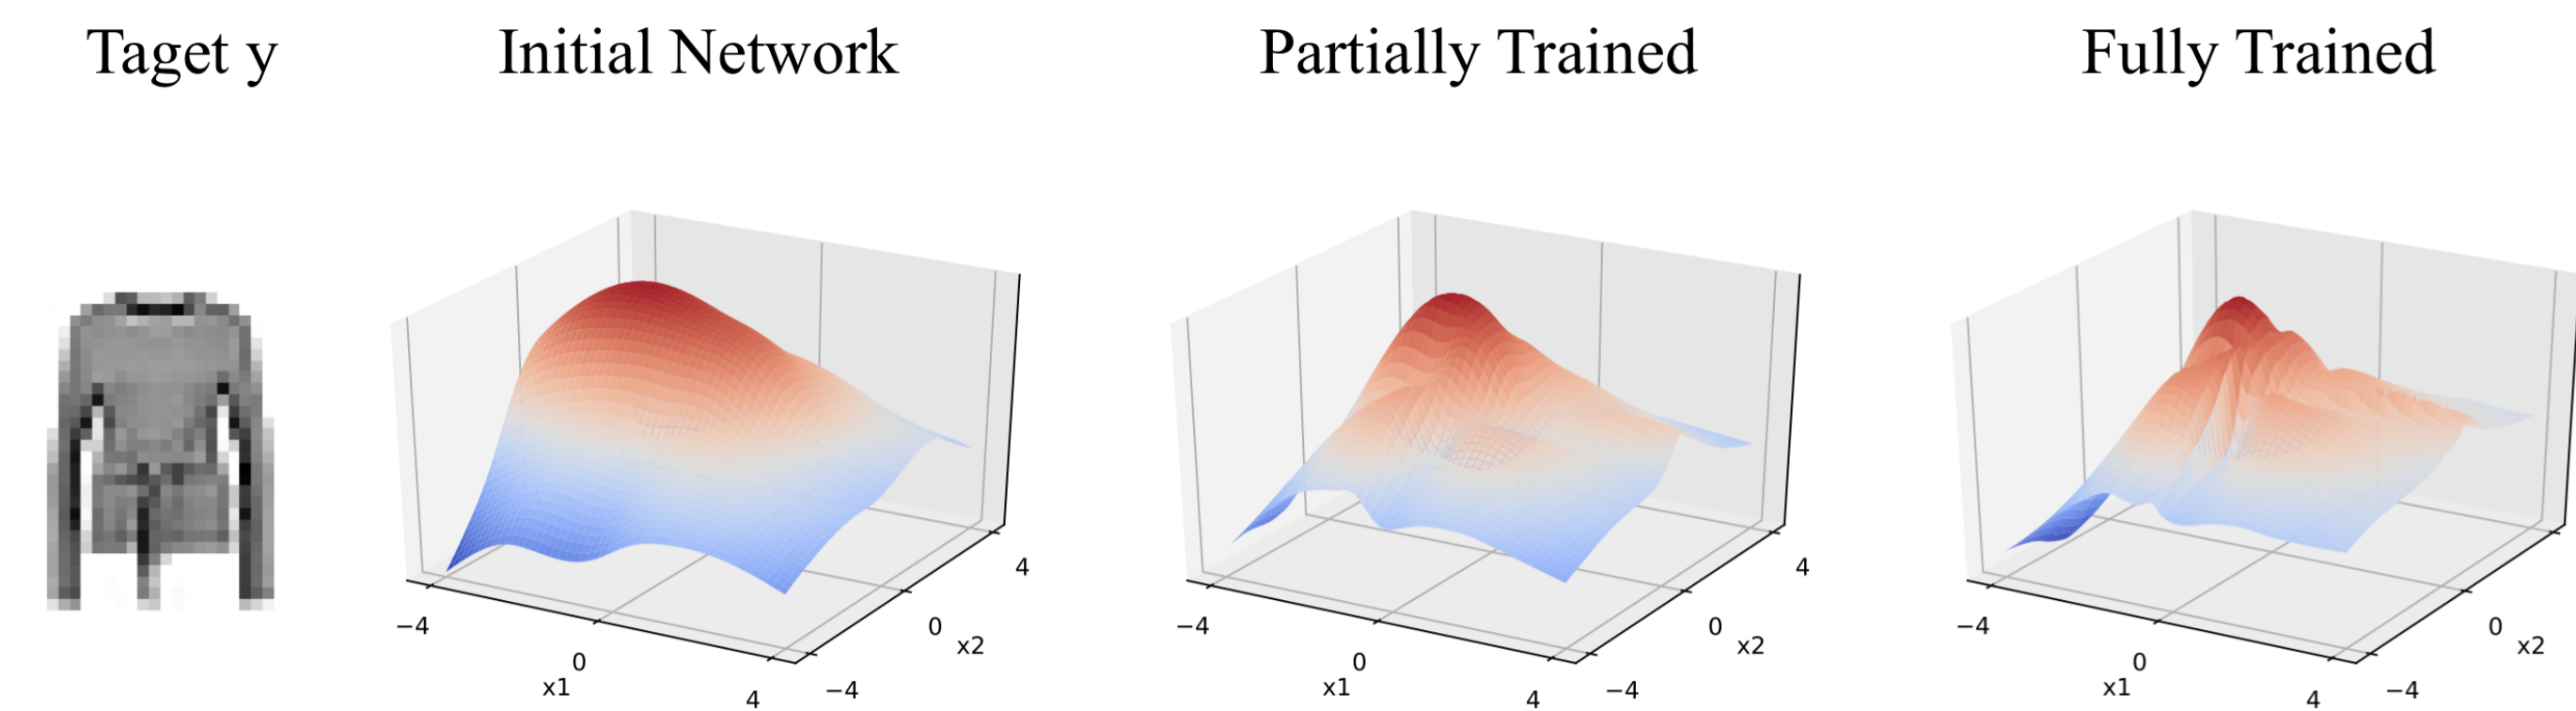 Taget y
Initial Network
Partially Trained
Fully Trained
−4
0
x1
4
−4
0
x2
4
−4
0
x1
4
−4
0
x2
4
−4
0
x1
4
−4
0
x2